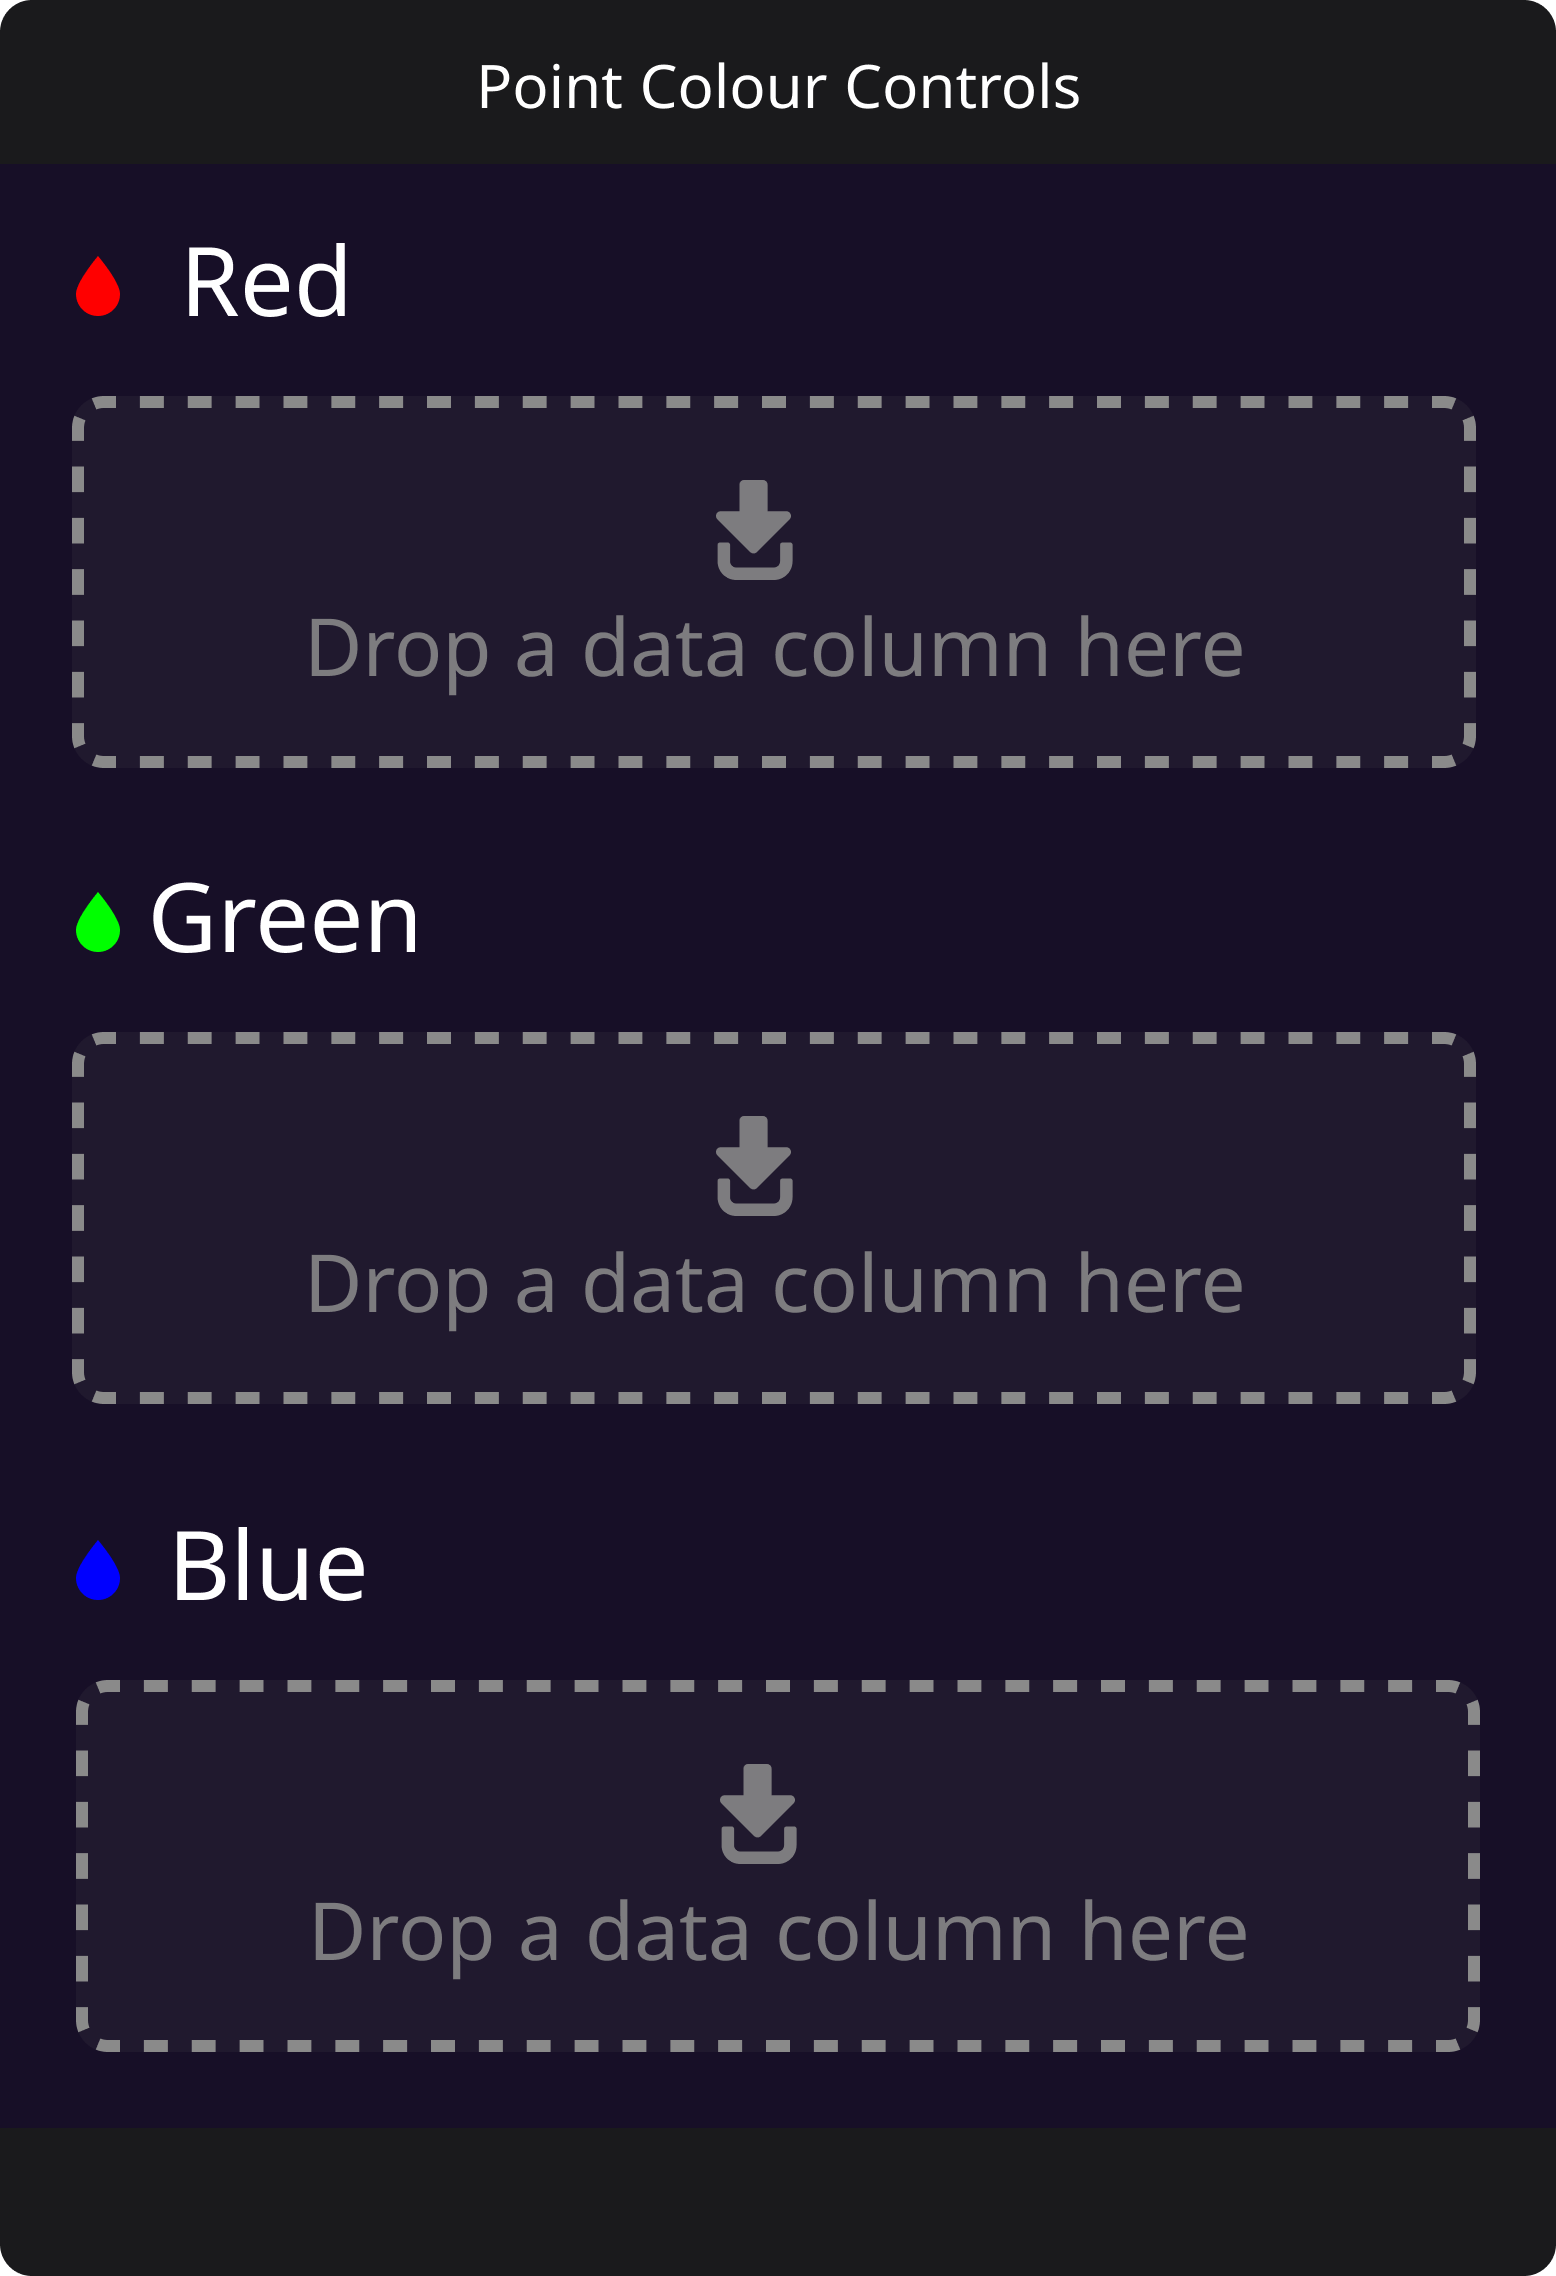 Point Colour Controls
Red
Drop a data column here
Green
Drop a data column here
Blue
Drop a data column here